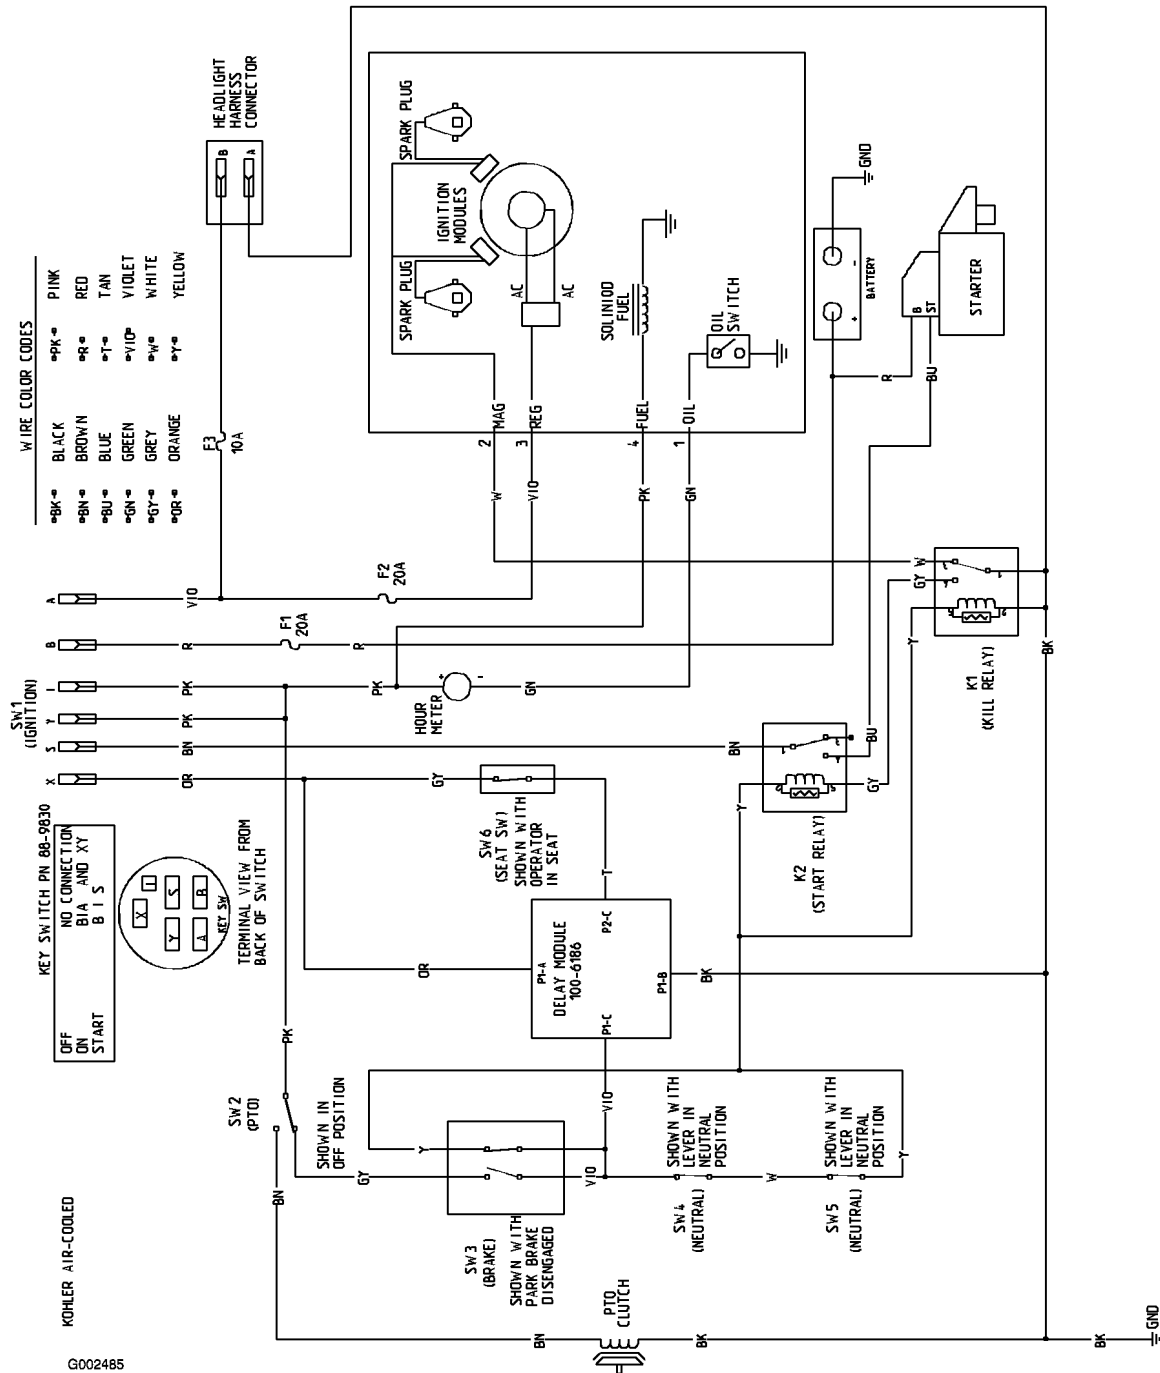 KOHLER AIR-COOLED
G002485
KEY SWITCH PN 88-9830
OFF NO CONNECTION
ON BIA AND XY
START B I S
X
I
Y
S
A
B
KEY SW
TERMINAL VIEW FROM
BACK OF SWITCH
SW1
(IGNITION)
X
S
Y
I
B
A
WIRE COLOR CODES
BK BLACK
BN BROWN
BU BLUE
GN GREEN
GY GREY
OR ORANGE
PK PINK
R RED
T TAN
VIO VIOLET
W WHITE
Y YELLOW
HEADLIGHT
HARNESS
CONNECTOR
B
A
F3
10A
F2
20A
F1
20A
VIO
R
R
PK
PK
PK
BN
OR
GY
HOUR
METER
+
-
GN
SPARK PLUG
SPARK PLUG
IGNITION
MODULES
AC
AC
SOLINIOD
FUEL
OIL
SWITCH
MAG
REG
FUEL
OIL
2
3
4
1
W
VIO
PK
GN
BATTERY
+
-
GND
STARTER
B
ST
R
BU
SW2
(PTO)
SHOWN IN
OFF POSITION
PK
BN
GY
SW3
(BRAKE)
SHOWN WITH
PARK BRAKE
DISENGAGED
Y
VIO
VIO
SW4
(NEUTRAL)
SHOWN WITH
LEVER IN
NEUTRAL
POSITION
W
SW5
(NEUTRAL)
SHOWN WITH
LEVER IN
NEUTRAL
POSITION
Y
DELAY MODULE
100-6186
P1-A
P1-C
P1-B
P2-C
OR
T
BK
SW6
(SEAT SW)
SHOWN WITH
OPERATOR
IN SEAT
K2
(START RELAY)
Y
BN
BU
GY
K1
(KILL RELAY)
Y
GY
W
BK
PTO
CLUTCH
BN
BK
BK
GND